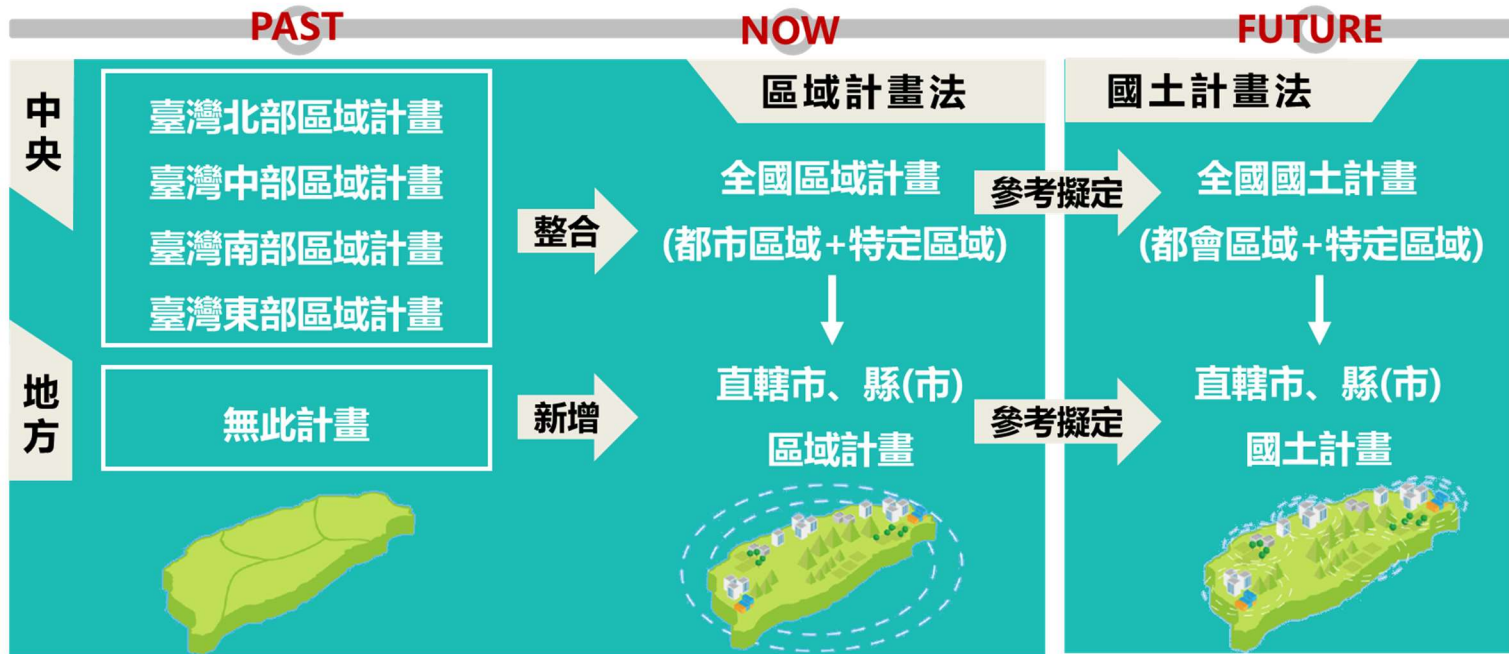 PAST
NOW
FUTURE
中央
臺灣北部區域計畫
臺灣中部區域計畫
臺灣南部區域計畫
臺灣東部區域計畫
地方
無此計畫
整合
新增
區域計畫法
全國區域計畫
(都市區域+特定區域)
直轄市、縣(市)
區域計畫
參考擬定
參考擬定
國土計畫法
全國國土計畫
(都會區域+特定區域)
直轄市、縣(市)
國土計畫